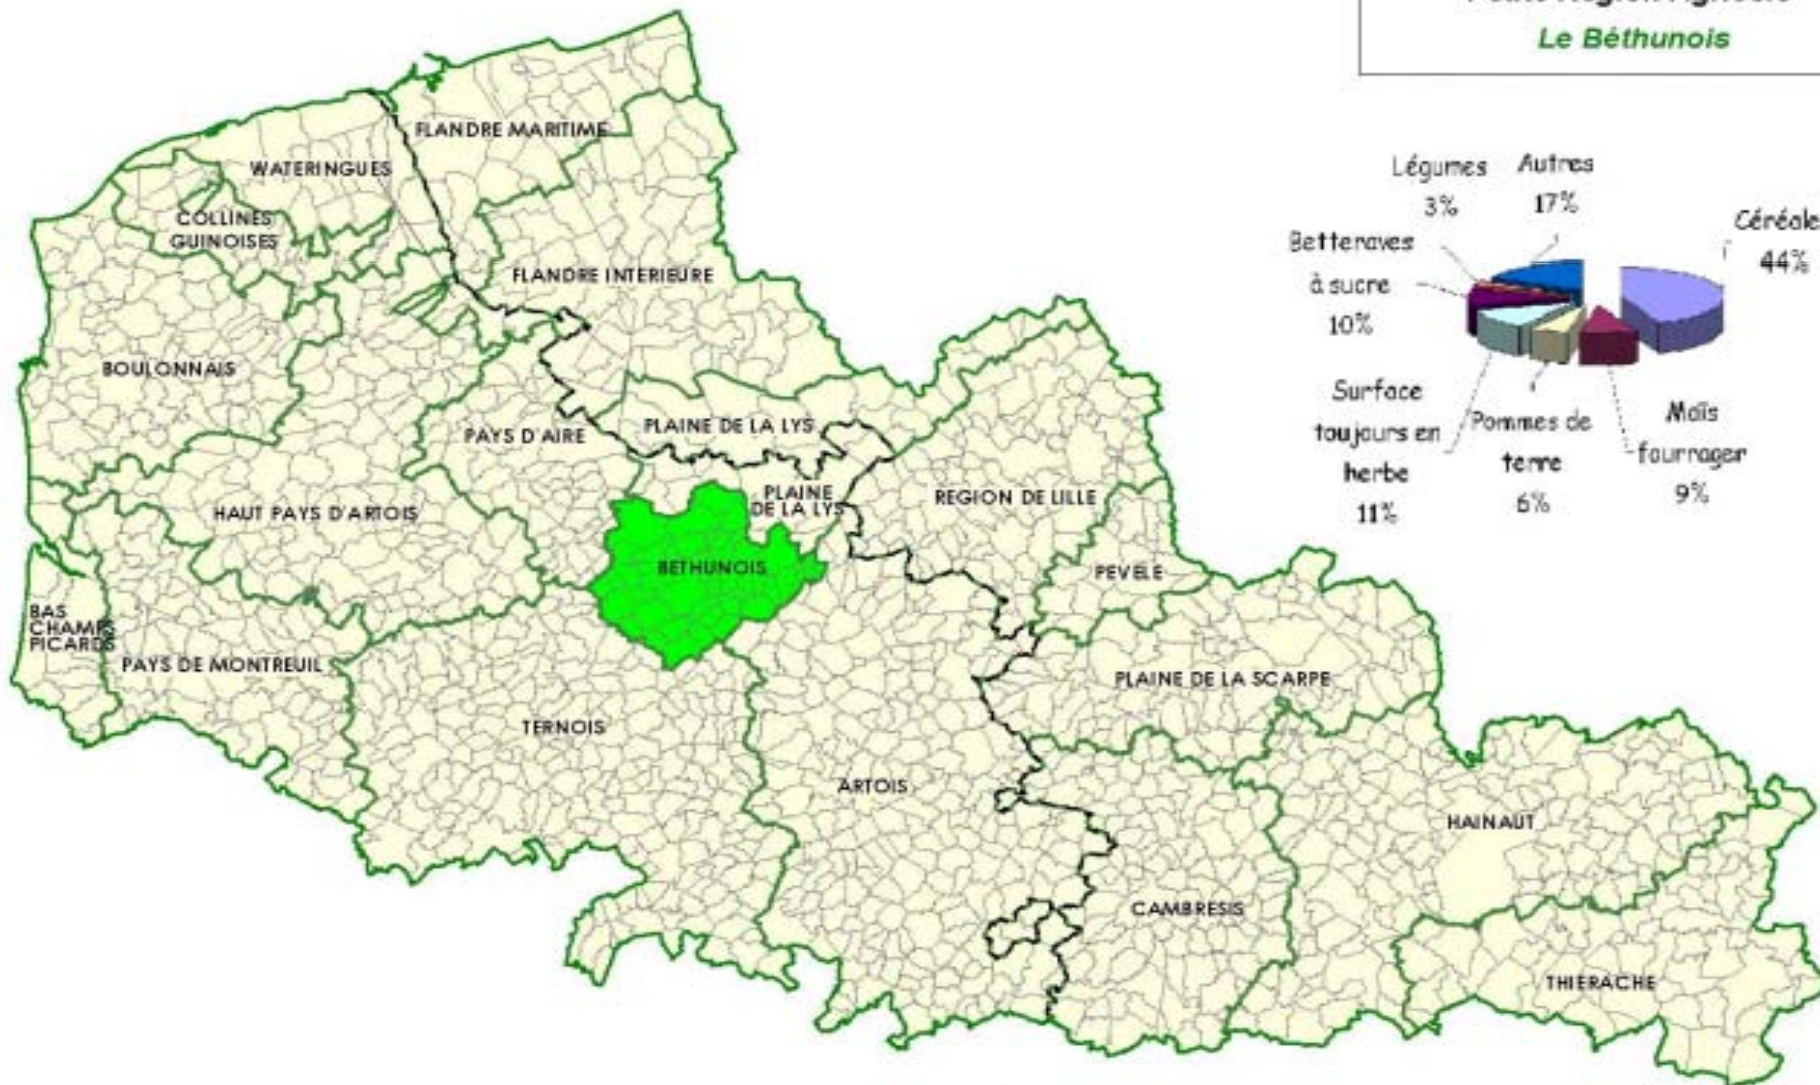 Le Béthunois
FLANDRE MARITIME
WATERINGUES
COLLINES
GUINOISES
FLANDRE INTERIEURE
BOULONNAIS
PAYS D'AIRE
PLAINE DE LA LYS
HAUT PAYS D'ARTOIS
PLAINE
DE LA LYS
REGION DE LILLE
BETHUNOIS
PEVELE
BAS
CHAMPS
PICARDS
PAYS DE MONTREUIL
PLAINE DE LA SCARPE
TERNOIS
ARTOIS
HAINAUT
CAMBRESIS
THIERACHE
Légumes
3%
Autres
17%
Céréale
44%
Betteraves
à sucre
10%
Surface
toujours en
herbe
11%
Pommes de
terre
6%
Maïs
fourrager
9%